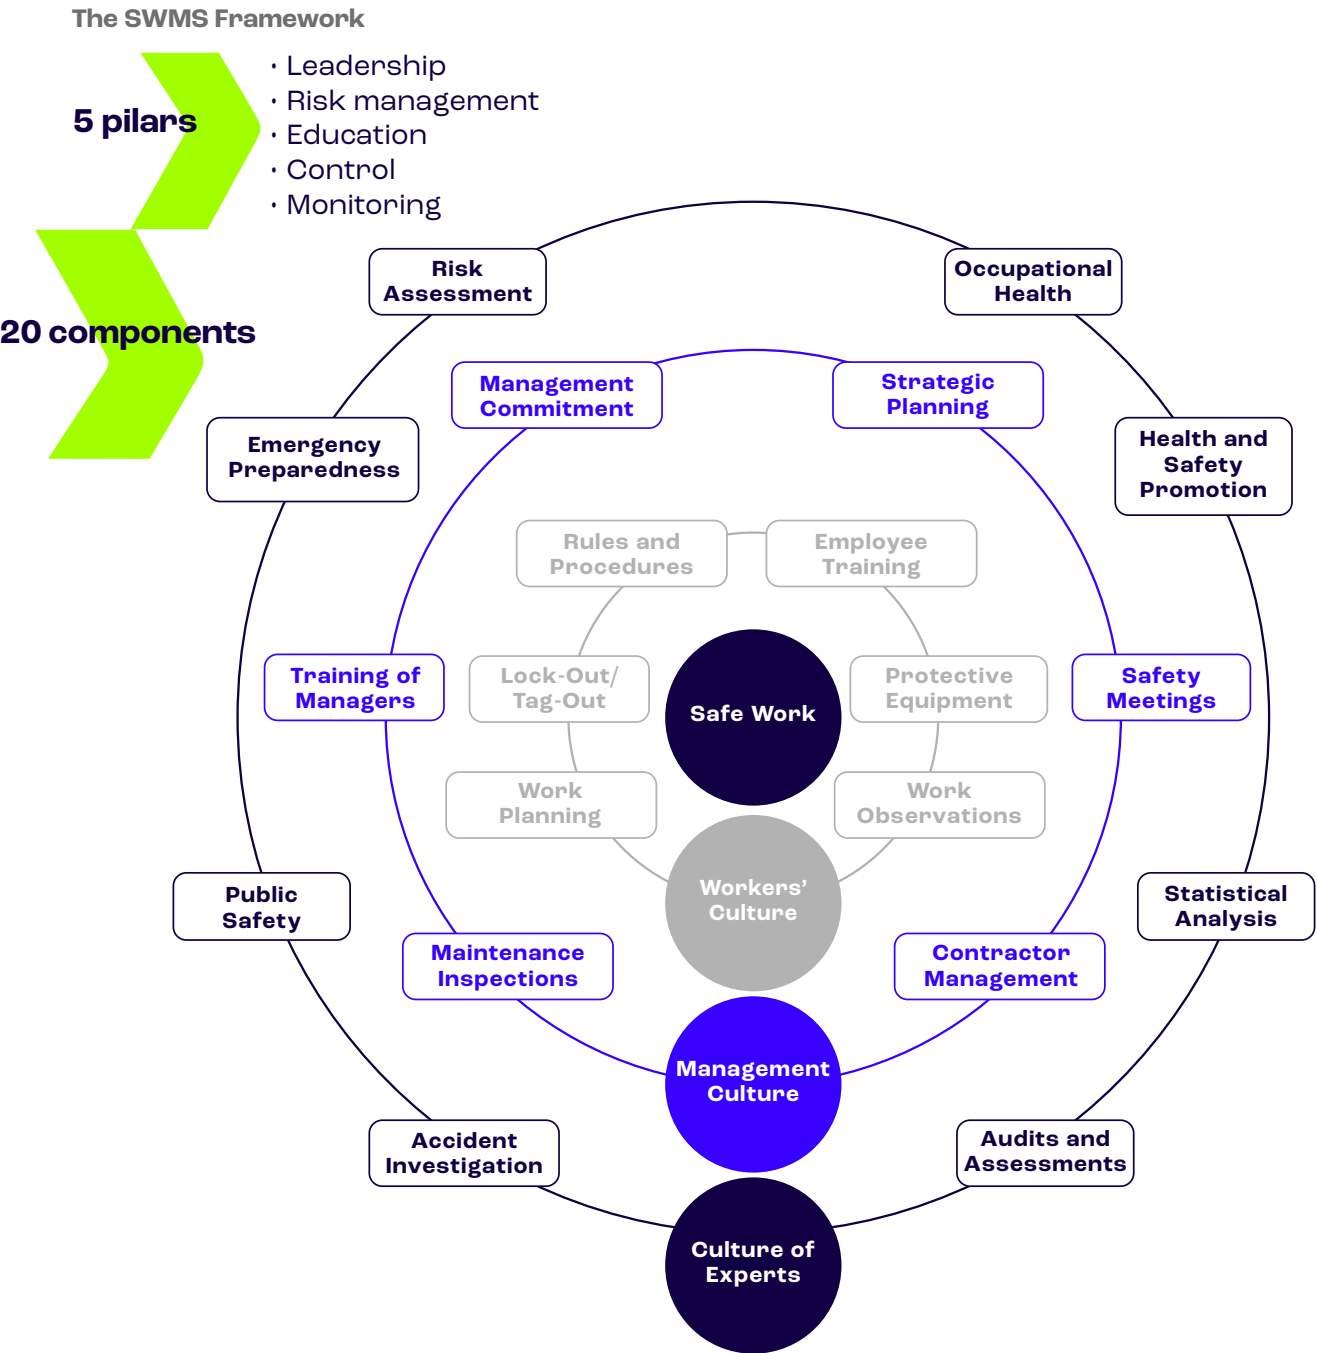 The SWMS Framework
5 pilars
· Leadership
· Risk management
· Education
· Control
· Monitoring
20 components
Risk
Assessment
Occupational
Health
Management
Commitment
Strategic
Planning
Emergency
Preparedness
Health and
Safety
Promotion
Rules and
Procedures
Employee
Training
Training of
Managers
Lock-Out/
Tag-Out
Safe Work
Protective
Equipment
Safety
Meetings
Work
Planning
Work
Observations
Public
Safety
Workers’
Culture
Statistical
Analysis
Maintenance
Inspections
Contractor
Management
Management
Culture
Accident
Investigation
Audits and
Assessments
Culture of
Experts